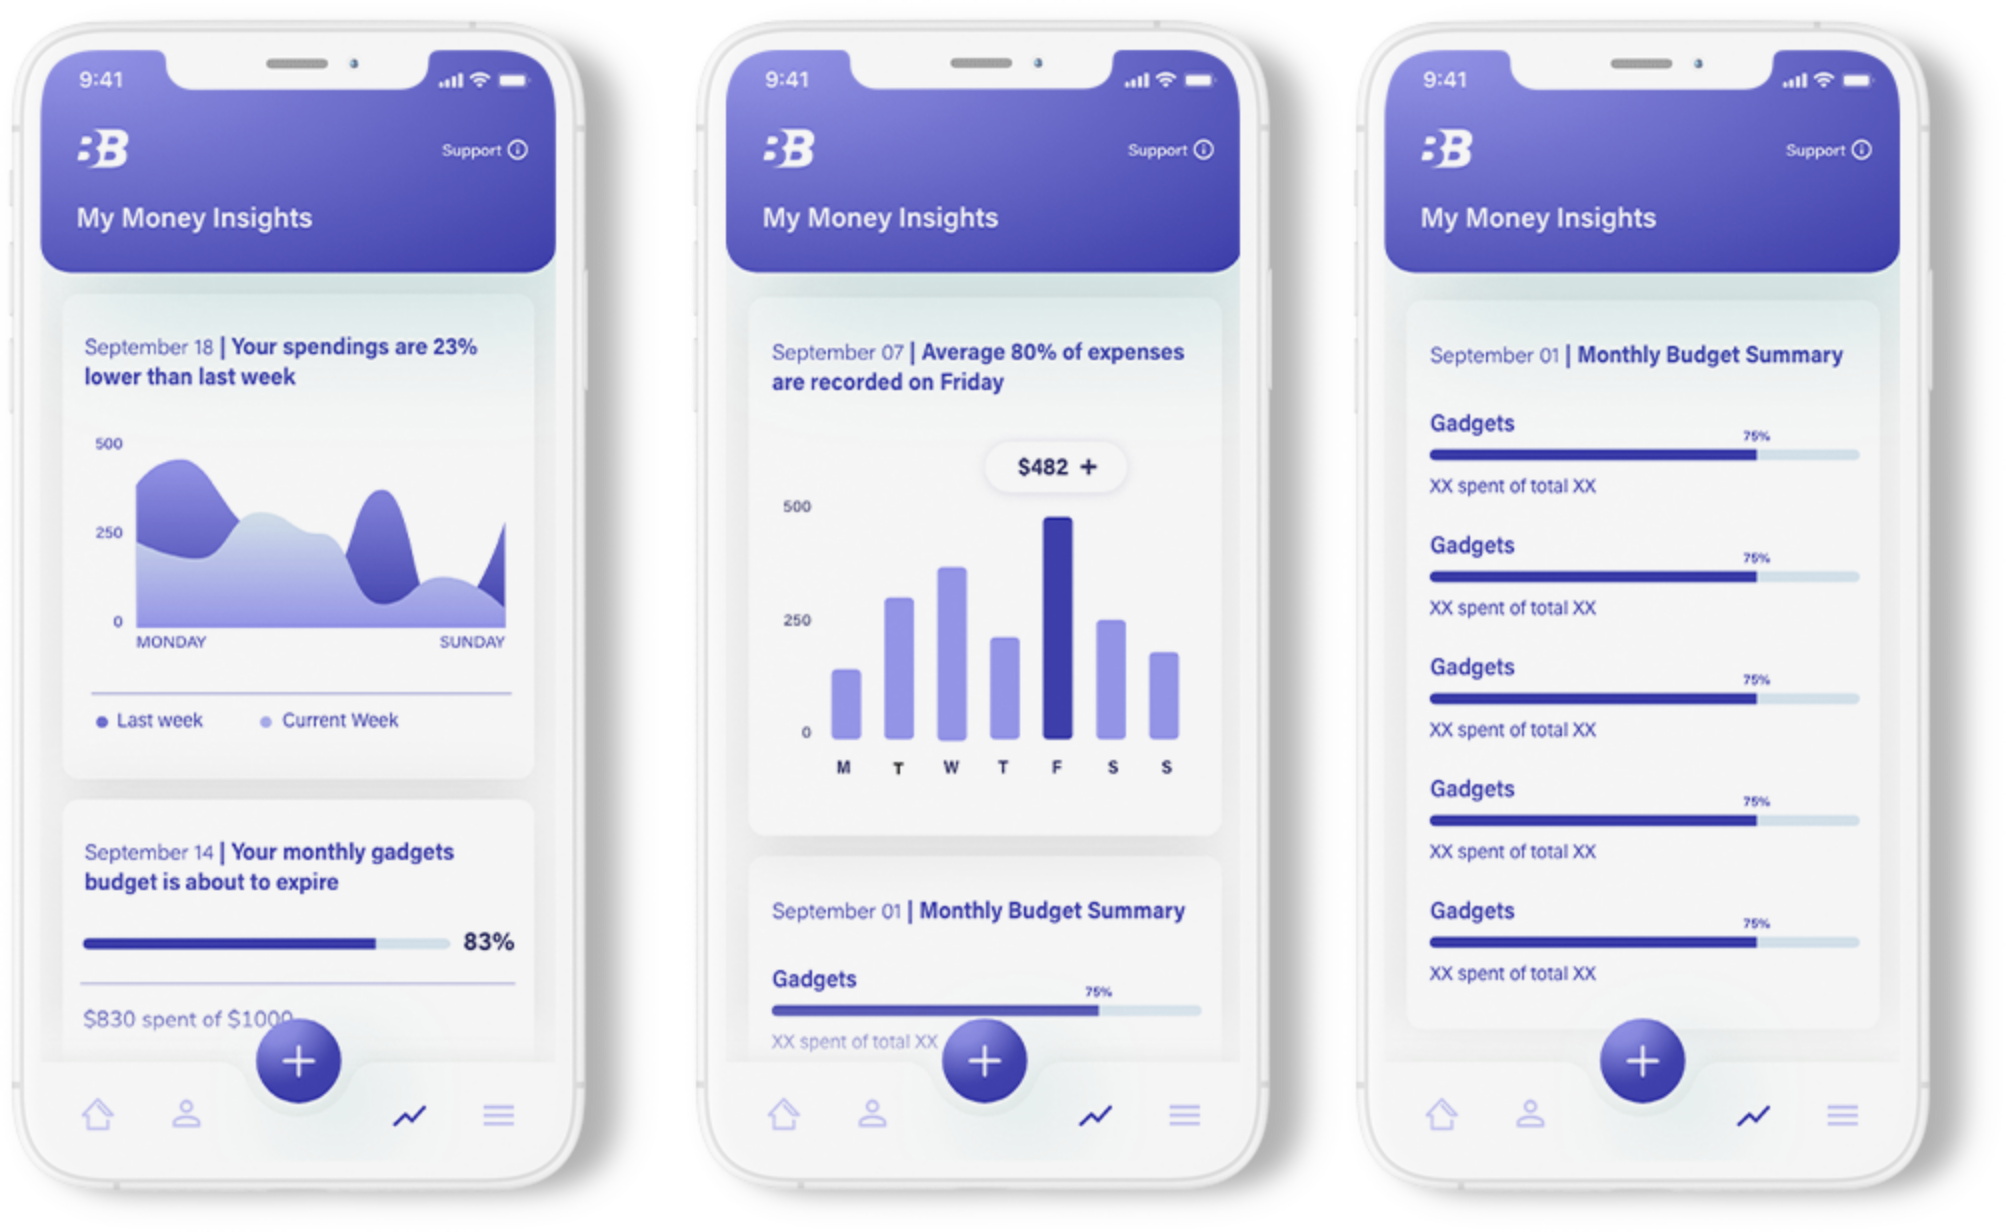 9:41
BB
Support
My Money Insights
September 18 | Your spendings are 23%
lower than last week
500
250
0
MONDAY
SUNDAY
Last week
Current Week
September 14 | Your monthly gadgets
budget is about to expire
83%
$830 spent of $1000
9:41
BB
Support
My Money Insights
September 07 | Average 80% of expenses
are recorded on Friday
$482 +
500
250
0
M T W T F S S
September 01 | Monthly Budget Summary
Gadgets
75%
XX spent of total XX
9:41
BB
Support
My Money Insights
September 01 | Monthly Budget Summary
Gadgets
75%
XX spent of total XX
Gadgets
75%
XX spent of total XX
Gadgets
75%
XX spent of total XX
Gadgets
75%
XX spent of total XX
Gadgets
75%
XX spent of total XX